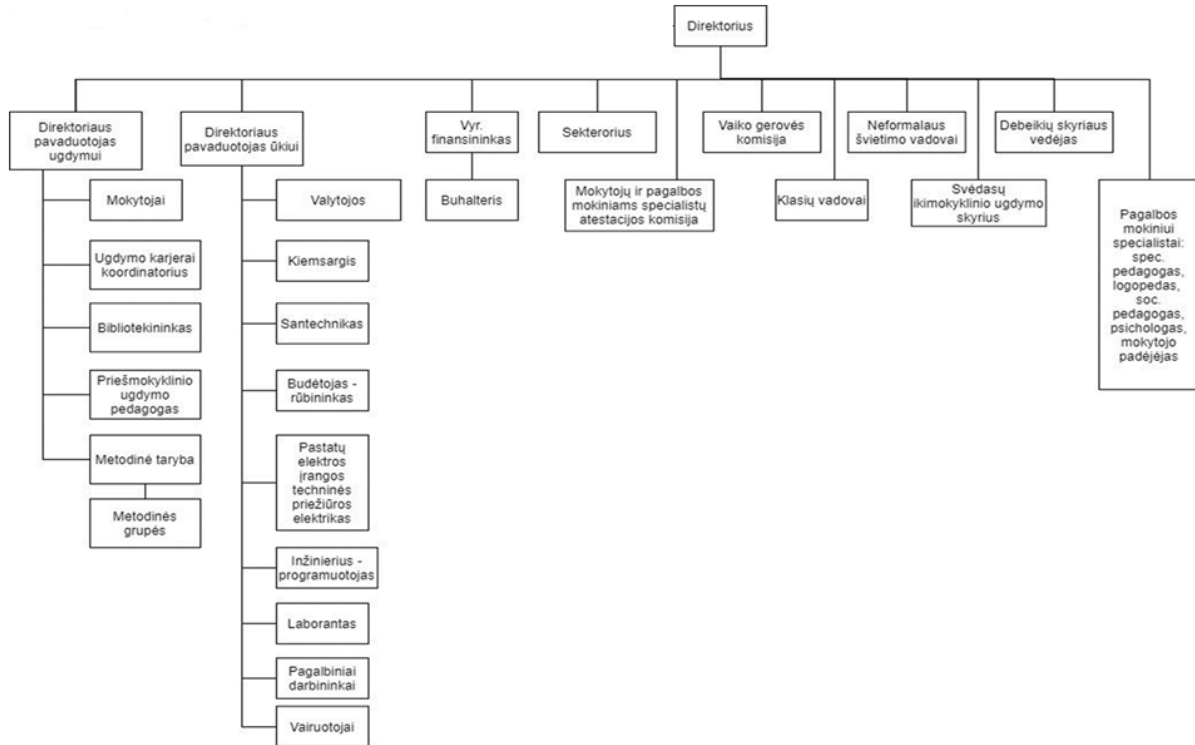 Direktorius
Direktoriaus
pavaduotojas
ugdymui
Direktoriaus
pavaduotojas ūkiui
Vyr.
finansininkas
Sekterorius
Vaiko gerovės
komisija
Neformalaus
švietimo vadovai
Debeikių skyriaus
vedėjas
Mokytojai
Valytojos
Buhalteris
Mokytojų ir pagalbos
mokiniams specialistų
atestacijos komisija
Klasių vadovai
Svėdasų
ikimokyklinio ugdymo
skyrius
Pagalbos
mokiniui
specialistai:
spec.
pedagogas,
logopedas,
soc.
pedagogas,
psichologas,
mokytojo
padėjėjas
Ugdymo karjerai
koordinatorius
Kiemsargis
Bibliotekininkas
Santechnikas
Priešmokyklinio
ugdymo
pedagogas
Budėtojas -
rūbininkas
Metodinė taryba
Pastatų
elektros
įrangos
techninės
priežiūros
elektrikas
Metodinės
grupės
Inžinierius -
programuotojas
Laborantas
Pagalbiniai
darbininkai
Vairuotojai